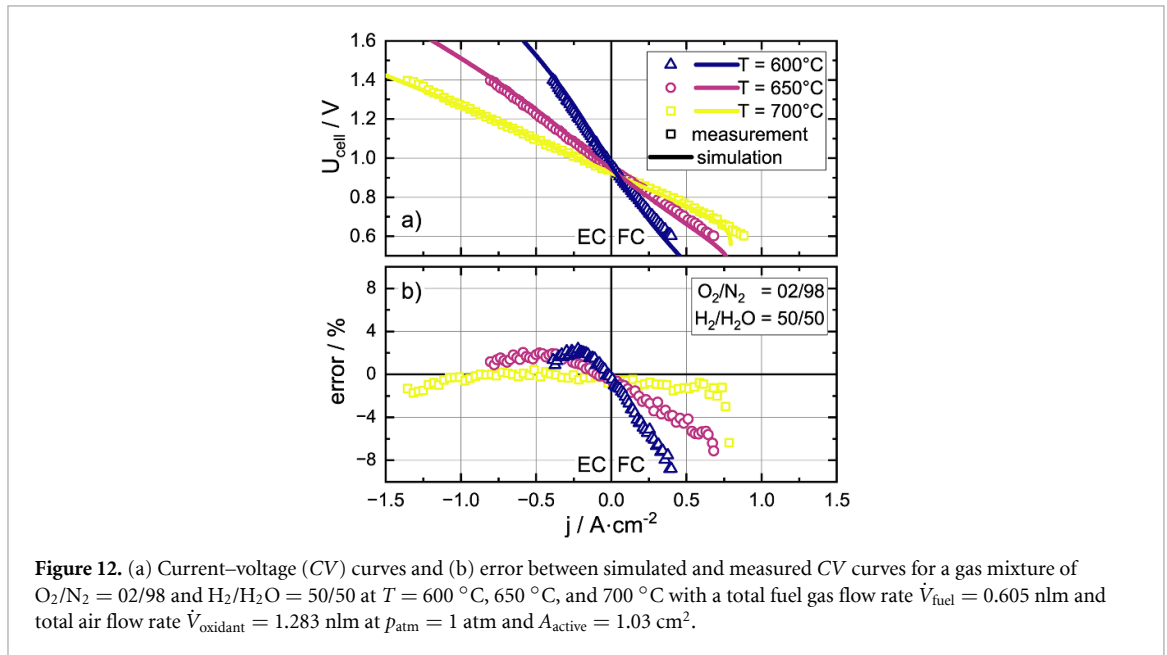 1.6
1.4
1.2
1.0
0.8
0.6
U_cell / V
T = 600°C
T = 650°C
T = 700°C
measurement
simulation
a)
EC FC
8
4
0
−4
−8
error / %
b)
O₂/N₂ = 02/98
H₂/H₂O = 50/50
EC FC
−1.5 −1.0 −0.5 0.0 0.5 1.0 1.5
j / A·cm⁻²
Figure 12. (a) Current–voltage (CV) curves and (b) error between simulated and measured CV curves for a gas mixture of
O₂/N₂ = 02/98 and H₂/H₂O = 50/50 at T = 600 °C, 650 °C, and 700 °C with a total fuel gas flow rate V̇_fuel = 0.605 nlm and
total air flow rate V̇_oxidant = 1.283 nlm at p_atm = 1 atm and A_active = 1.03 cm².